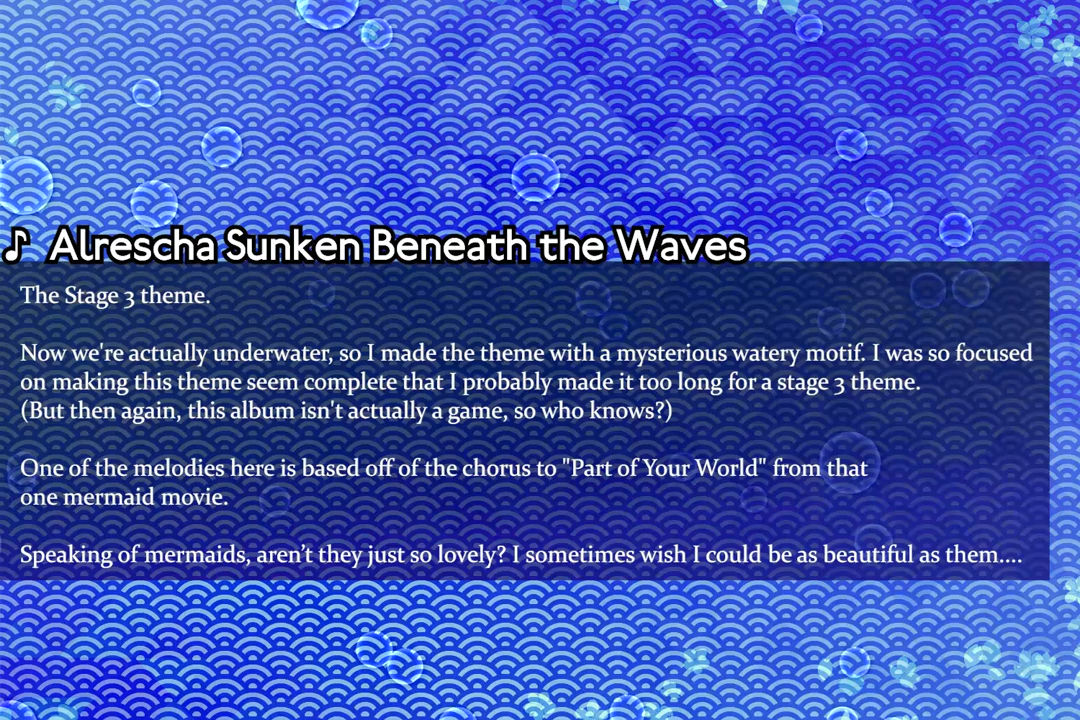 ♪ Alrescha Sunken Beneath the Waves
The Stage 3 theme.
Now we're actually underwater, so I made the theme with a mysterious watery motif. I was so focused
on making this theme seem complete that I probably made it too long for a stage 3 theme.
(But then again, this album isn't actually a game, so who knows?)
One of the melodies here is based off of the chorus to "Part of Your World" from that
one mermaid movie.
Speaking of mermaids, aren’t they just so lovely? I sometimes wish I could be as beautiful as them....